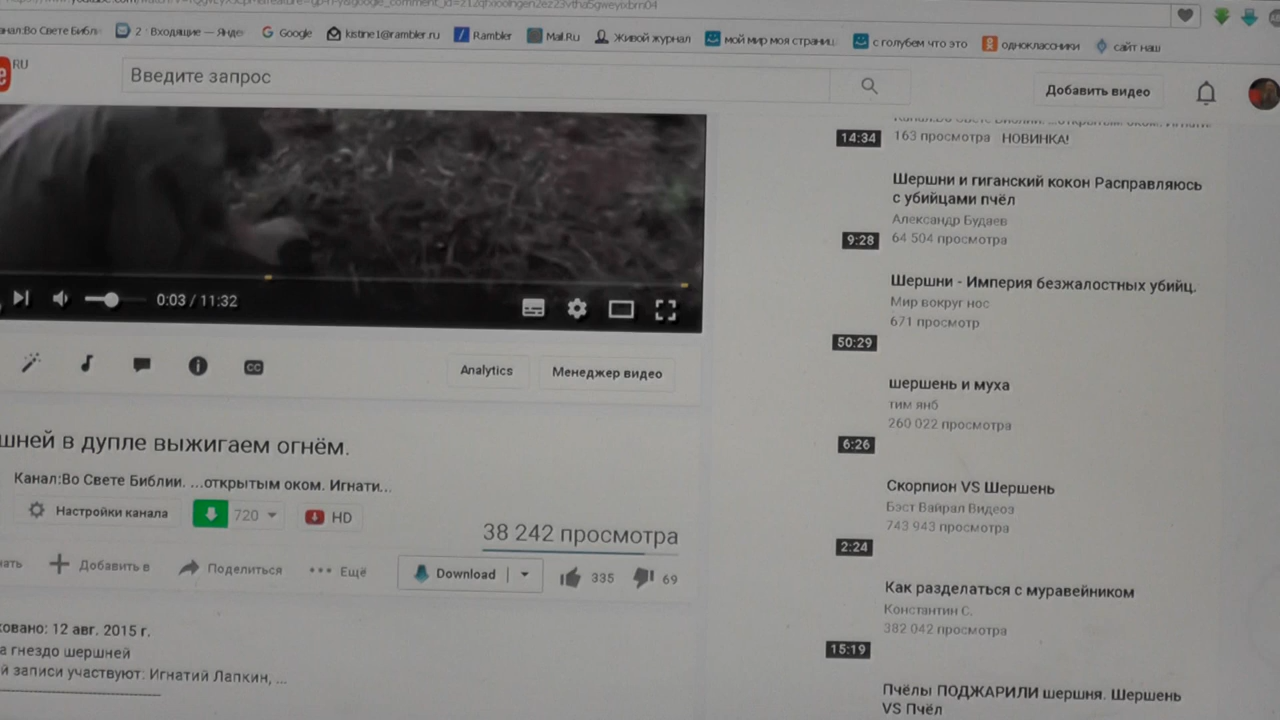 анал:Во Свете Библи
2 · Входящие — Янде
Google
kistine1@rambler.ru
Rambler
Mail.Ru
Живой журнал
мой мир моя страниц
с голубем что это
одноклассники
сайт наш
e RU
Введите запрос
Добавить видео
14:34
163 просмотра НОВИНКА!
Шершни и гиганский кокон Расправляюсь
с убийцами пчёл
Александр Будаев
64 504 просмотра
9:28
Шершни - Империя безжалостных убийц.
Мир вокруг нос
671 просмотр
50:29
шершень и муха
тим янб
260 022 просмотра
6:26
Скорпион VS Шершень
Бэст Вайрал Видеоз
743 943 просмотра
2:24
Как разделаться с муравейником
Константин С.
382 042 просмотра
15:19
Пчёлы ПОДЖАРИЛИ шершня. Шершень
VS Пчёл
0:03 / 11:32
CC
Analytics
Менеджер видео
шней в дупле выжигаем огнём.
Канал:Во Свете Библии. ...открытым оком. Игнати...
Настройки канала
720
HD
38 242 просмотра
Добавить в
Поделиться
Ещё
Download
335
69
ковано: 12 авг. 2015 г.
а гнездо шершней
й записи участвуют: Игнатий Лапкин, ...